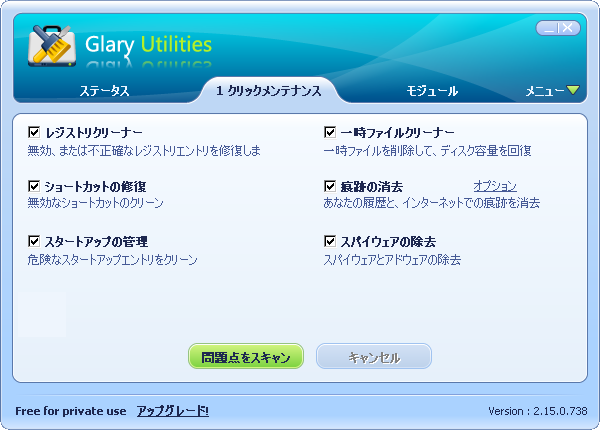 Glary Utilities
ステータス
1 クリックメンテナンス
モジュール
メニュー
レジストリクリーナー
無効、または不正確なレジストリエントリを修復しま
一時ファイルクリーナー
一時ファイルを削除して、ディスク容量を回復
ショートカットの修復
無効なショートカットのクリーン
痕跡の消去 オプション
あなたの履歴と、インターネットでの痕跡を消去
スタートアップの管理
危険なスタートアップエントリをクリーン
スパイウェアの除去
スパイウェアとアドウェアの除去
問題点をスキャン
キャンセル
Free for private use アップグレード!
Version : 2.15.0.738